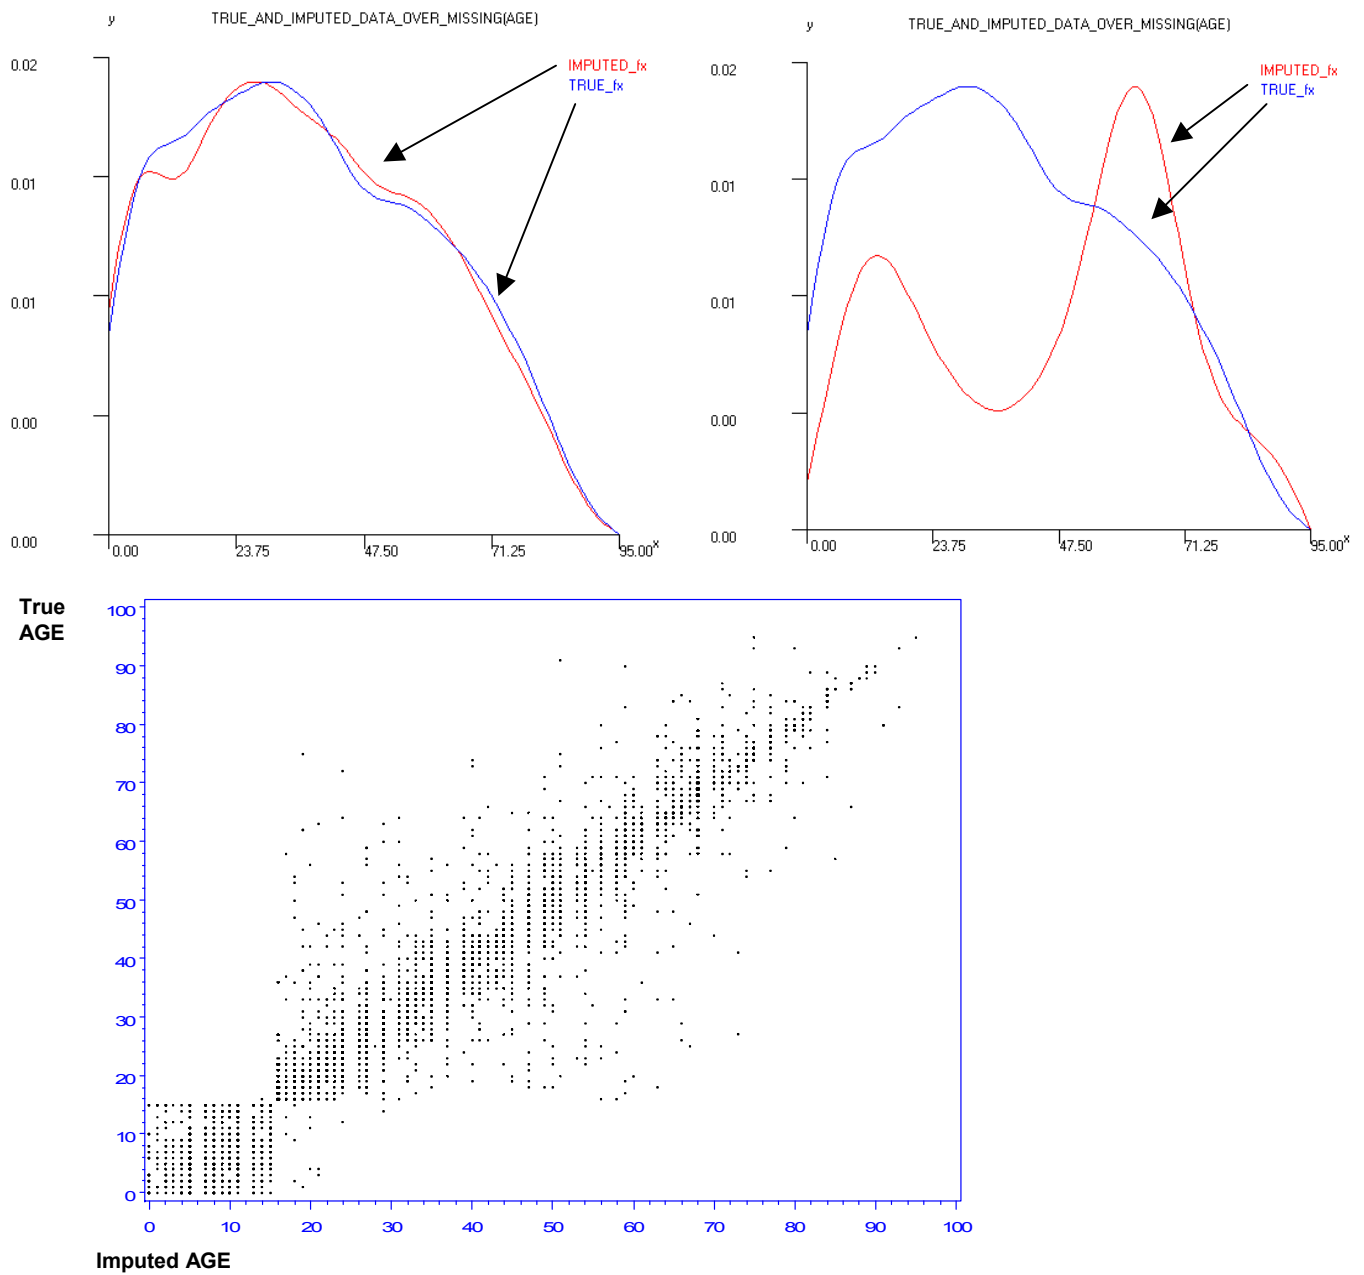 y TRUE_AND_IMPUTED_DATA_OVER_MISSING(AGE)
IMPUTED_fx
TRUE_fx
0.02
0.01
0.01
0.00
0.00
0.00 23.75 47.50 71.25 95.00 x
y TRUE_AND_IMPUTED_DATA_OVER_MISSING(AGE)
IMPUTED_fx
TRUE_fx
0.02
0.01
0.01
0.00
0.00
0.00 23.75 47.50 71.25 95.00 x
True
AGE
100
90
80
70
60
50
40
30
20
10
0
0 10 20 30 40 50 60 70 80 90 100
Imputed AGE